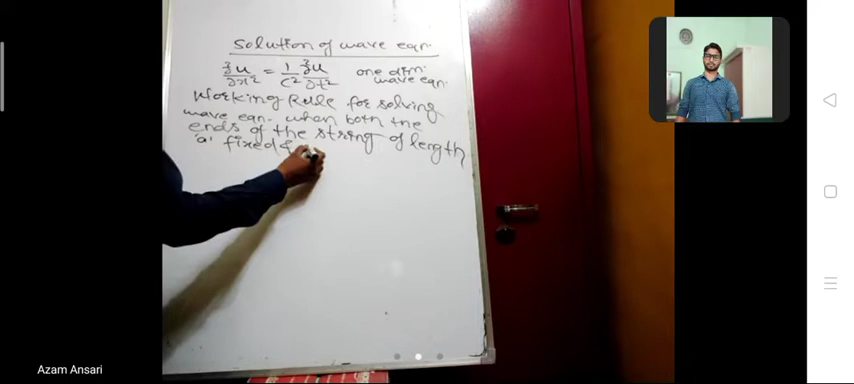 Solution of wave eqn.
∂²u/∂x² = 1/c² ∂²u/∂t² one dim. wave eqn.
Working Rule for solving
wave eqn. when both the
ends of the string of length
'a' fixed &
Azam Ansari